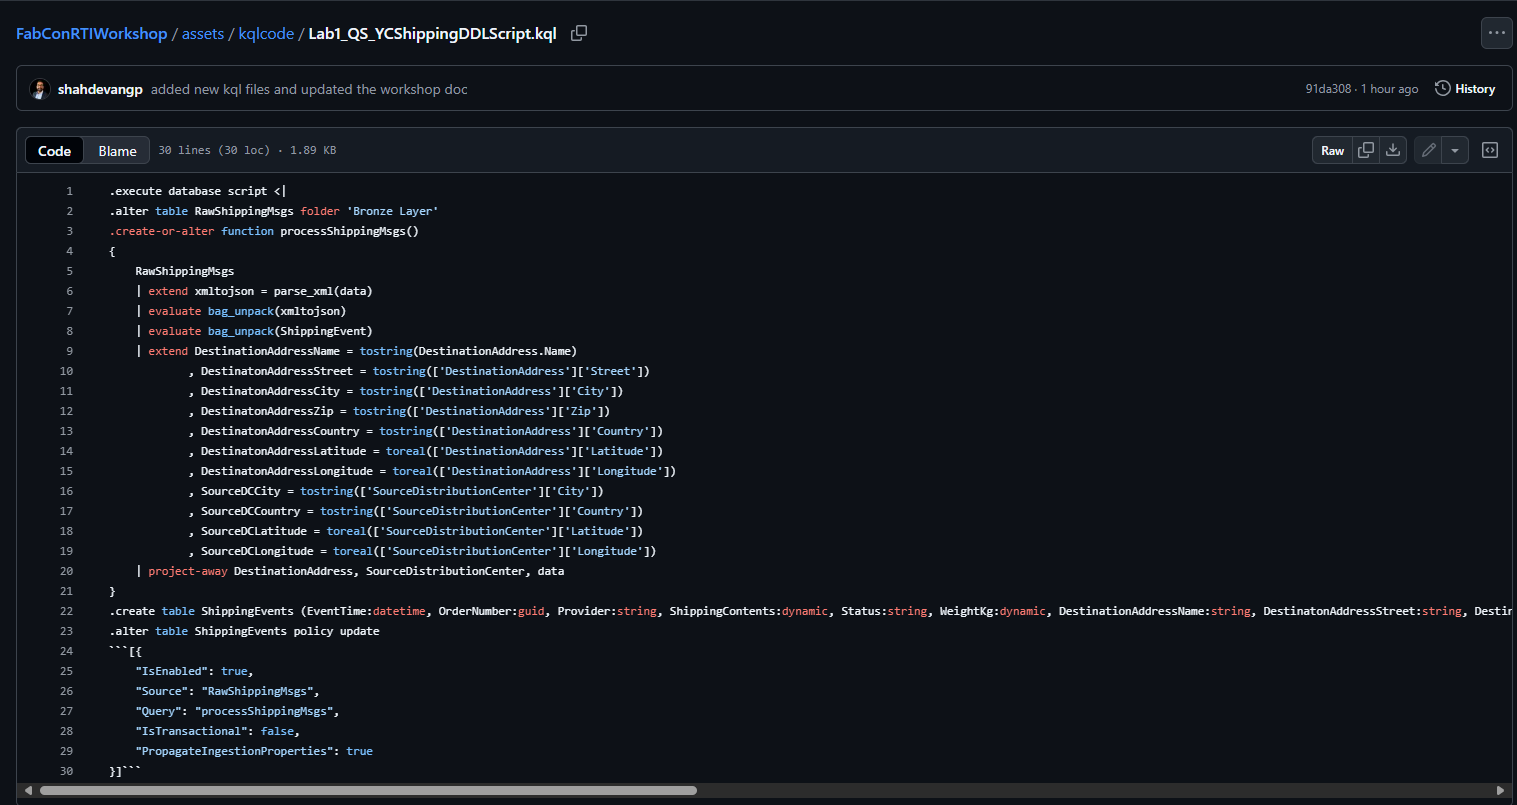 FabConRTIWorkshop / assets / kqlcode / Lab1_QS_YCShippingDDLScript.kql
shahdevangp added new kql files and updated the workshop doc 91da308 · 1 hour ago History
Code Blame 30 lines (30 loc) · 1.89 KB Raw
1 .execute database script <|
2 .alter table RawShippingMsgs folder 'Bronze Layer'
3 .create-or-alter function processShippingMsgs()
4 {
5     RawShippingMsgs
6     | extend xmltojson = parse_xml(data)
7     | evaluate bag_unpack(xmltojson)
8     | evaluate bag_unpack(ShippingEvent)
9     | extend DestinationAddressName = tostring(DestinationAddress.Name)
10             , DestinatonAddressStreet = tostring(['DestinationAddress']['Street'])
11             , DestinatonAddressCity = tostring(['DestinationAddress']['City'])
12             , DestinatonAddressZip = tostring(['DestinationAddress']['Zip'])
13             , DestinatonAddressCountry = tostring(['DestinationAddress']['Country'])
14             , DestinatonAddressLatitude = toreal(['DestinationAddress']['Latitude'])
15             , DestinatonAddressLongitude = toreal(['DestinationAddress']['Longitude'])
16             , SourceDCCity = tostring(['SourceDistributionCenter']['City'])
17             , SourceDCCountry = tostring(['SourceDistributionCenter']['Country'])
18             , SourceDCLatitude = toreal(['SourceDistributionCenter']['Latitude'])
19             , SourceDCLongitude = toreal(['SourceDistributionCenter']['Longitude'])
20     | project-away DestinationAddress, SourceDistributionCenter, data
21 }
22 .create table ShippingEvents (EventTime:datetime, OrderNumber:guid, Provider:string, ShippingContents:dynamic, Status:string, WeightKg:dynamic, DestinationAddressName:string, DestinatonAddressStreet:string, Destin
23 .alter table ShippingEvents policy update
24 ```[{
25     "IsEnabled": true,
26     "Source": "RawShippingMsgs",
27     "Query": "processShippingMsgs",
28     "IsTransactional": false,
29     "PropagateIngestionProperties": true
30 }]```